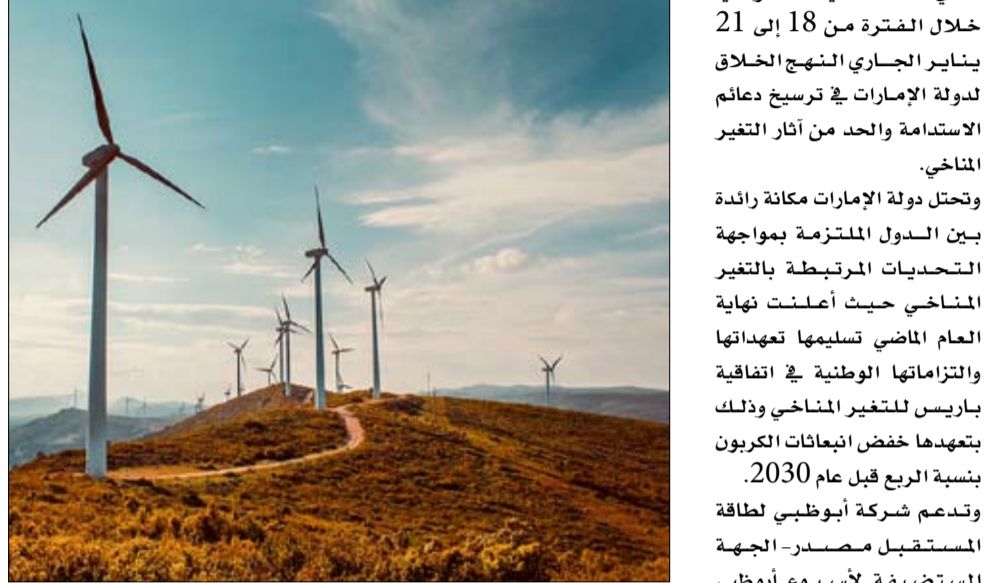 خلال الفترة من 18 إلى 21
يناير الجاري النهج الخلاق
لدولة الإمارات في ترسيخ دعائم
الاستدامة والحد من آثار التغير
المناخي.
وتحتل دولة الإمارات مكانة رائدة
بين الدول الملتزمة بمواجهة
التحديات المرتبطة بالتغير
المناخي حيث أعلنت نهاية
العام الماضي تسليمها تعهداتها
والتزاماتها الوطنية في اتفاقية
باريس للتغير المناخي وذلك
بتعهدها خفض انبعاثات الكربون
بنسبة الربع قبل عام 2030.
وتدعم شركة أبوظبي لطاقة
المستقبل مصدر- الجهة
المستضيفة لأسبوع أبوظبي